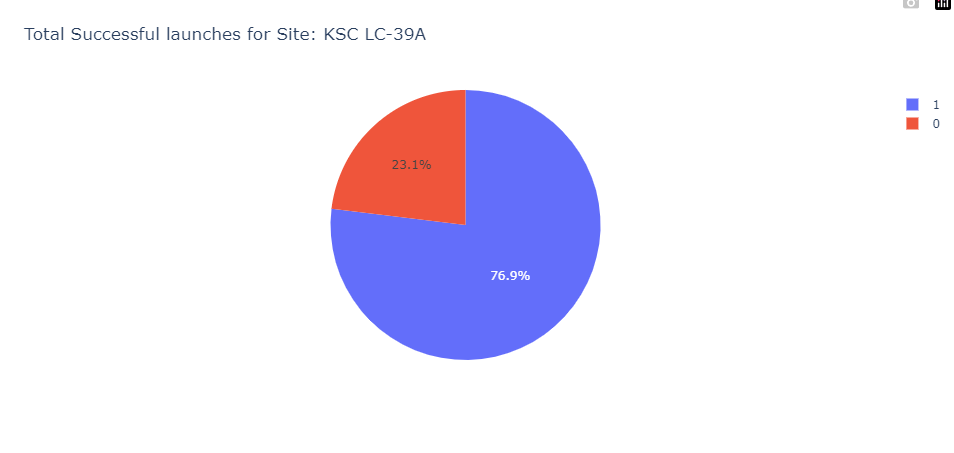 Total Successful launches for Site: KSC LC-39A
1
0
23.1%
76.9%